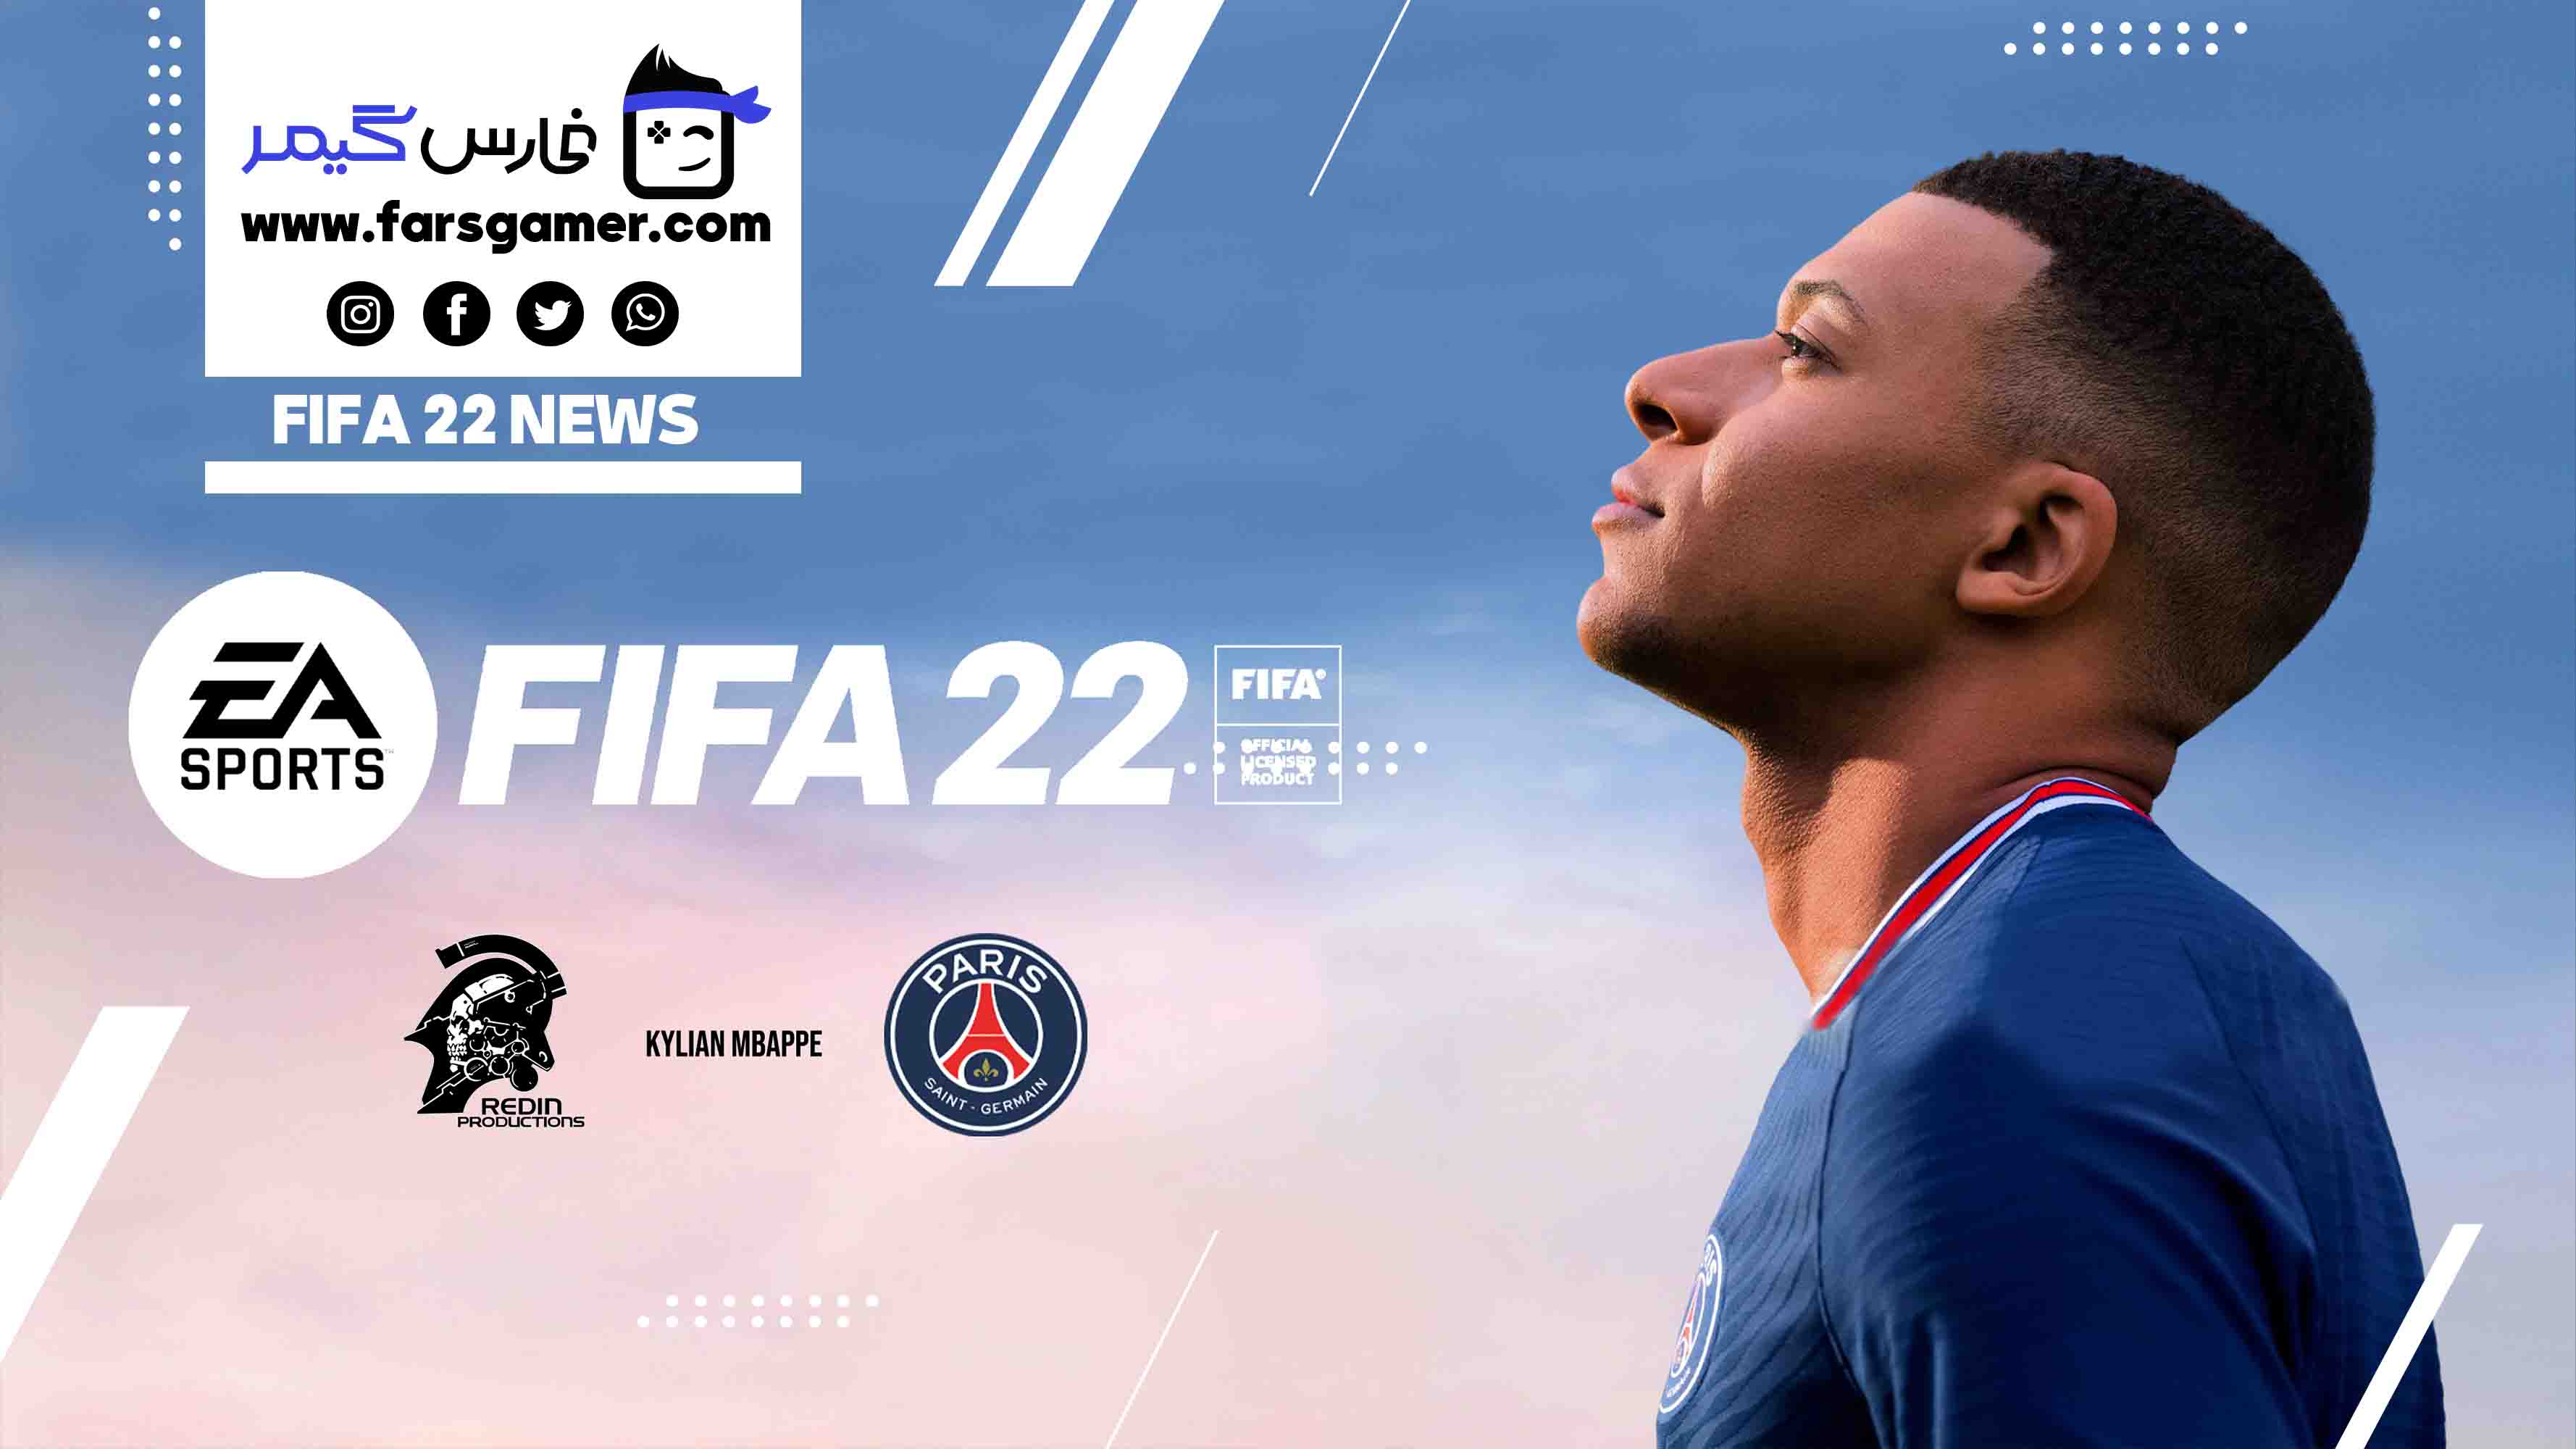 فارس گیمر
www.farsgamer.com
FIFA 22 NEWS
EA
SPORTS™
FIFA 22
FIFA®
OFFICIAL
LICENSED
PRODUCT
REDIN
PRODUCTIONS
KYLIAN MBAPPE
PARIS
SAINT - GERMAIN